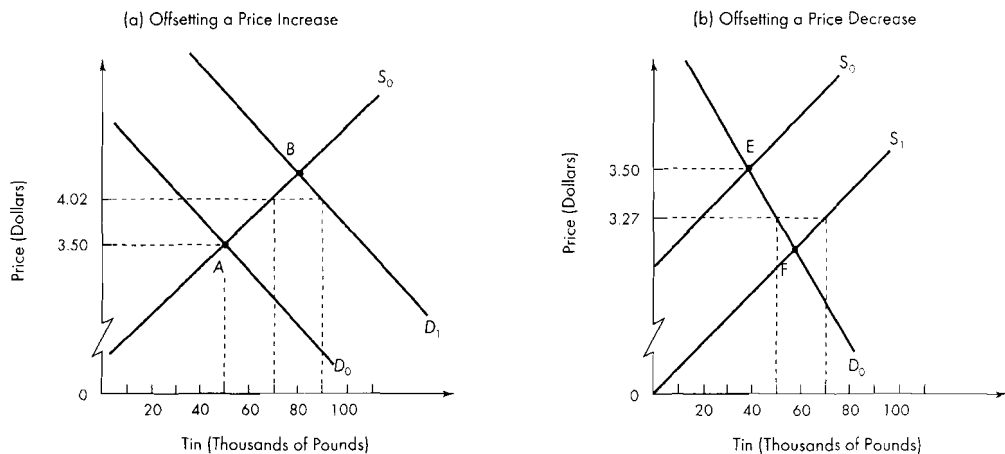 (a) Offsetting a Price Increase
S0
B
4.02
3.50
A
Price (Dollars)
D1
D0
0
20 40 60 80 100
Tin (Thousands of Pounds)
(b) Offsetting a Price Decrease
S0
E
S1
3.50
3.27
F
Price (Dollars)
D0
0
20 40 60 80 100
Tin (Thousands of Pounds)